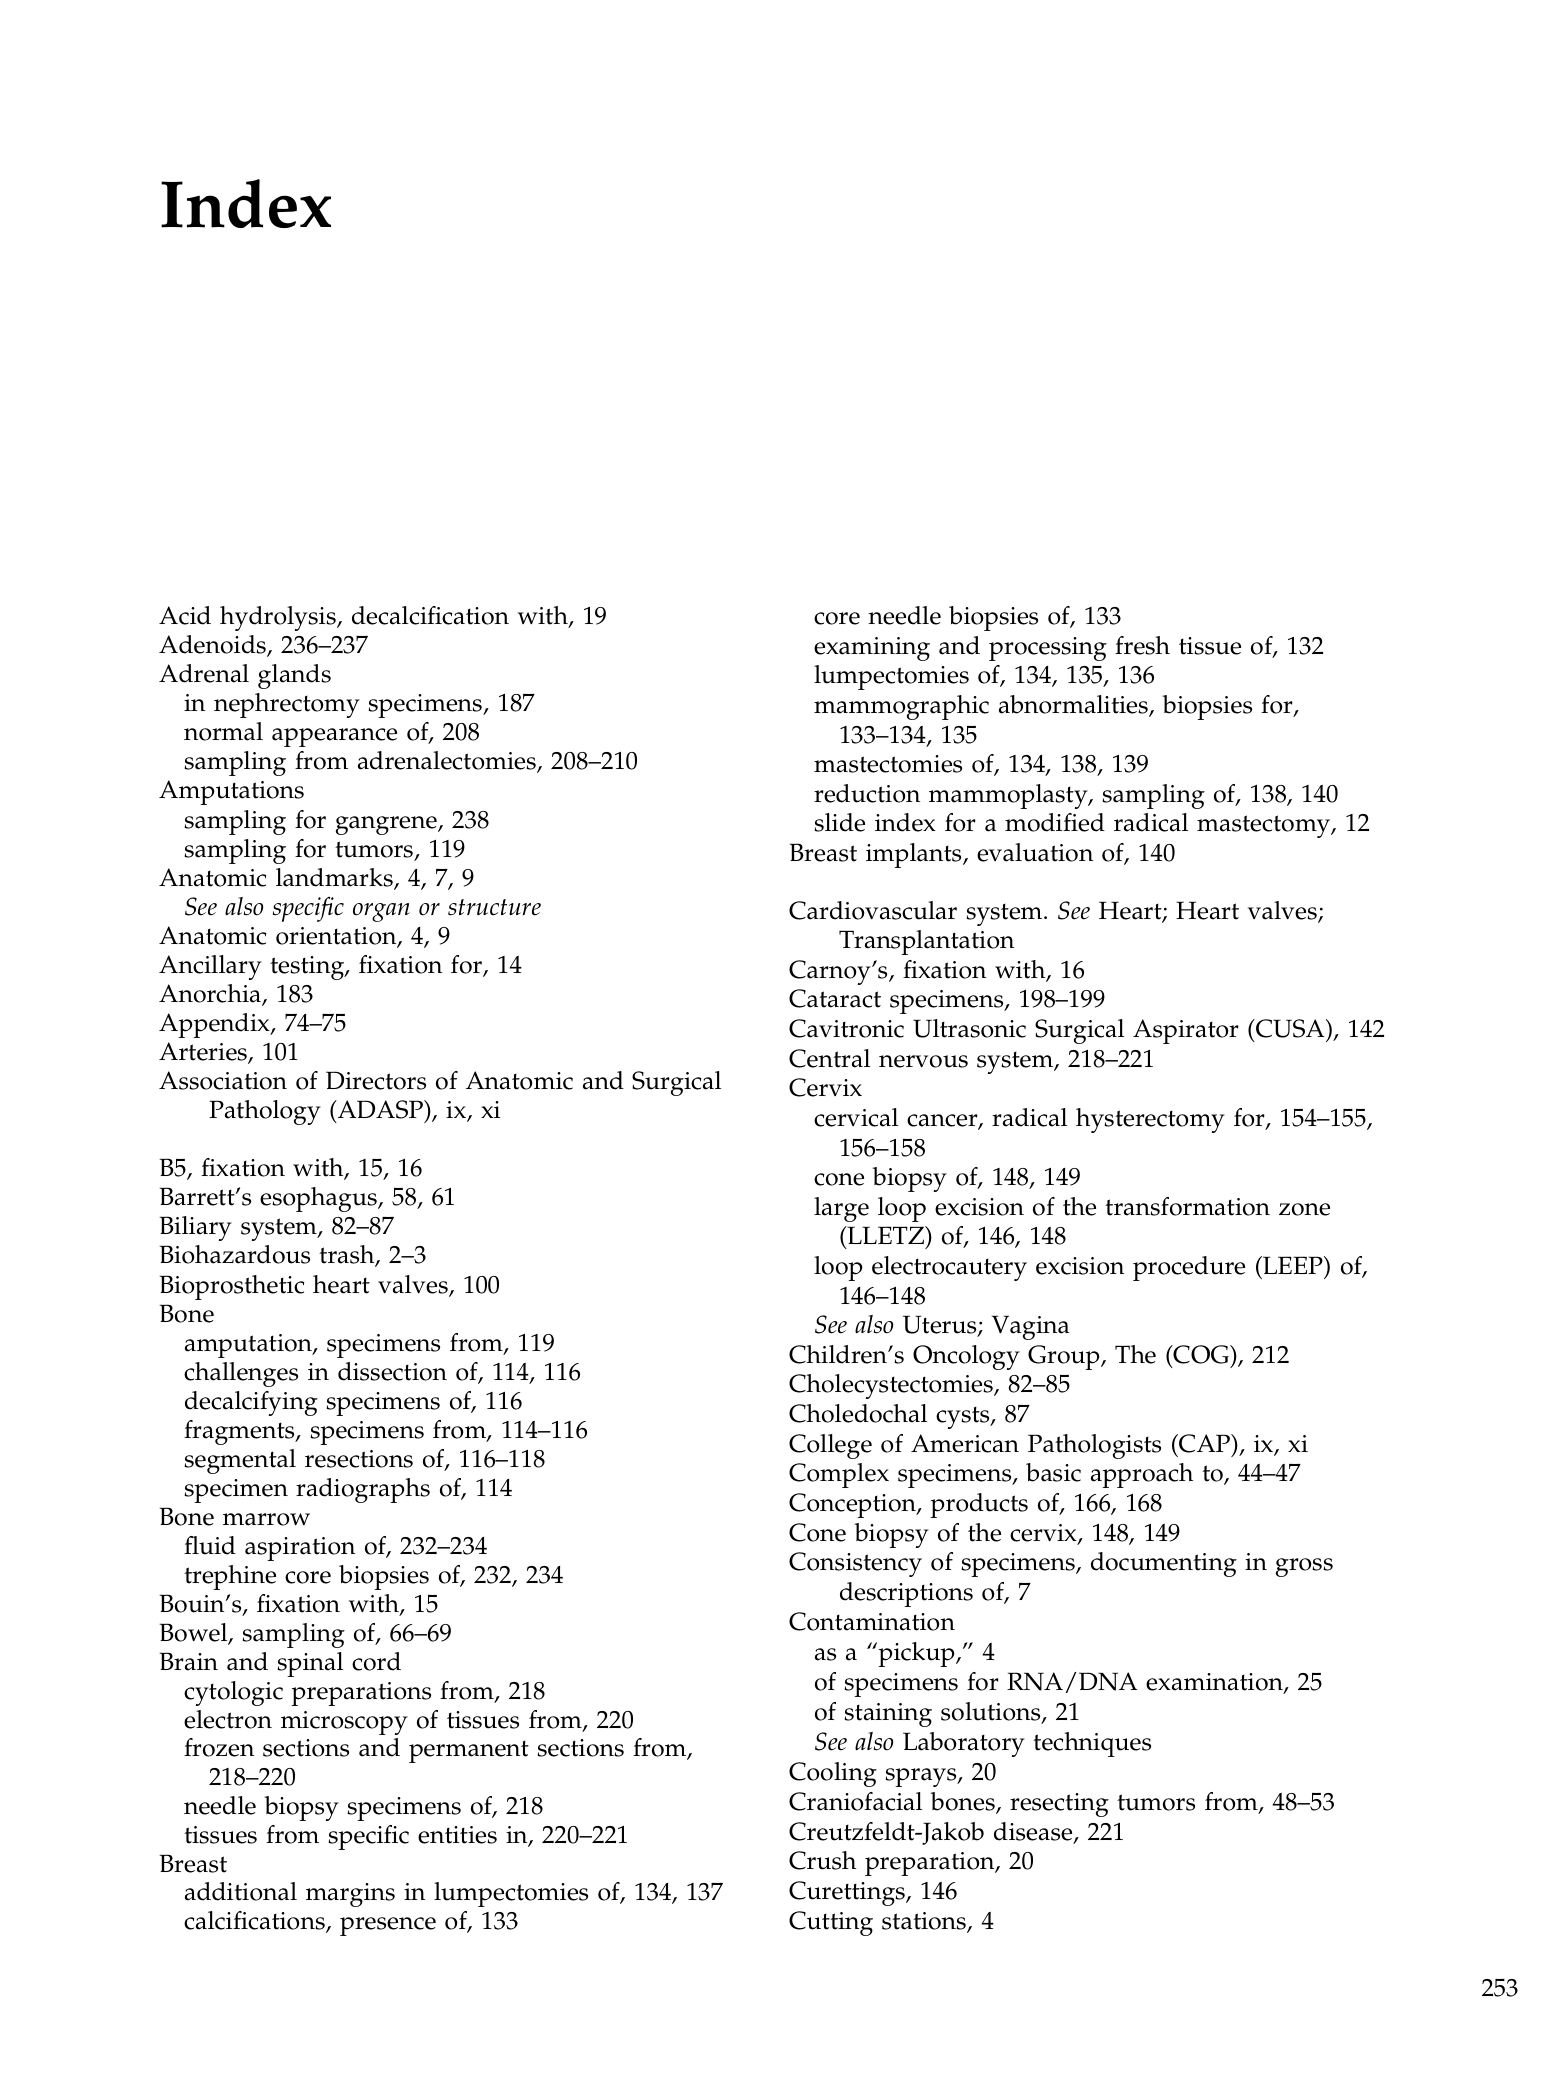 Index
Acid hydrolysis, decalcification with, 19
Adenoids, 236–237
Adrenal glands
in nephrectomy specimens, 187
normal appearance of, 208
sampling from adrenalectomies, 208–210
Amputations
sampling for gangrene, 238
sampling for tumors, 119
Anatomic landmarks, 4, 7, 9
See also specific organ or structure
Anatomic orientation, 4, 9
Ancillary testing, fixation for, 14
Anorchia, 183
Appendix, 74–75
Arteries, 101
Association of Directors of Anatomic and Surgical
Pathology (ADASP), ix, xi
B5, fixation with, 15, 16
Barrett’s esophagus, 58, 61
Biliary system, 82–87
Biohazardous trash, 2–3
Bioprosthetic heart valves, 100
Bone
amputation, specimens from, 119
challenges in dissection of, 114, 116
decalcifying specimens of, 116
fragments, specimens from, 114–116
segmental resections of, 116–118
specimen radiographs of, 114
Bone marrow
fluid aspiration of, 232–234
trephine core biopsies of, 232, 234
Bouin’s, fixation with, 15
Bowel, sampling of, 66–69
Brain and spinal cord
cytologic preparations from, 218
electron microscopy of tissues from, 220
frozen sections and permanent sections from,
218–220
needle biopsy specimens of, 218
tissues from specific entities in, 220–221
Breast
additional margins in lumpectomies of, 134, 137
calcifications, presence of, 133
core needle biopsies of, 133
examining and processing fresh tissue of, 132
lumpectomies of, 134, 135, 136
mammographic abnormalities, biopsies for,
133–134, 135
mastectomies of, 134, 138, 139
reduction mammoplasty, sampling of, 138, 140
slide index for a modified radical mastectomy, 12
Breast implants, evaluation of, 140
Cardiovascular system. See Heart; Heart valves;
Transplantation
Carnoy’s, fixation with, 16
Cataract specimens, 198–199
Cavitronic Ultrasonic Surgical Aspirator (CUSA), 142
Central nervous system, 218–221
Cervix
cervical cancer, radical hysterectomy for, 154–155,
156–158
cone biopsy of, 148, 149
large loop excision of the transformation zone
(LLETZ) of, 146, 148
loop electrocautery excision procedure (LEEP) of,
146–148
See also Uterus; Vagina
Children’s Oncology Group, The (COG), 212
Cholecystectomies, 82–85
Choledochal cysts, 87
College of American Pathologists (CAP), ix, xi
Complex specimens, basic approach to, 44–47
Conception, products of, 166, 168
Cone biopsy of the cervix, 148, 149
Consistency of specimens, documenting in gross
descriptions of, 7
Contamination
as a “pickup,” 4
of specimens for RNA/DNA examination, 25
of staining solutions, 21
See also Laboratory techniques
Cooling sprays, 20
Craniofacial bones, resecting tumors from, 48–53
Creutzfeldt-Jakob disease, 221
Crush preparation, 20
Curettings, 146
Cutting stations, 4
253